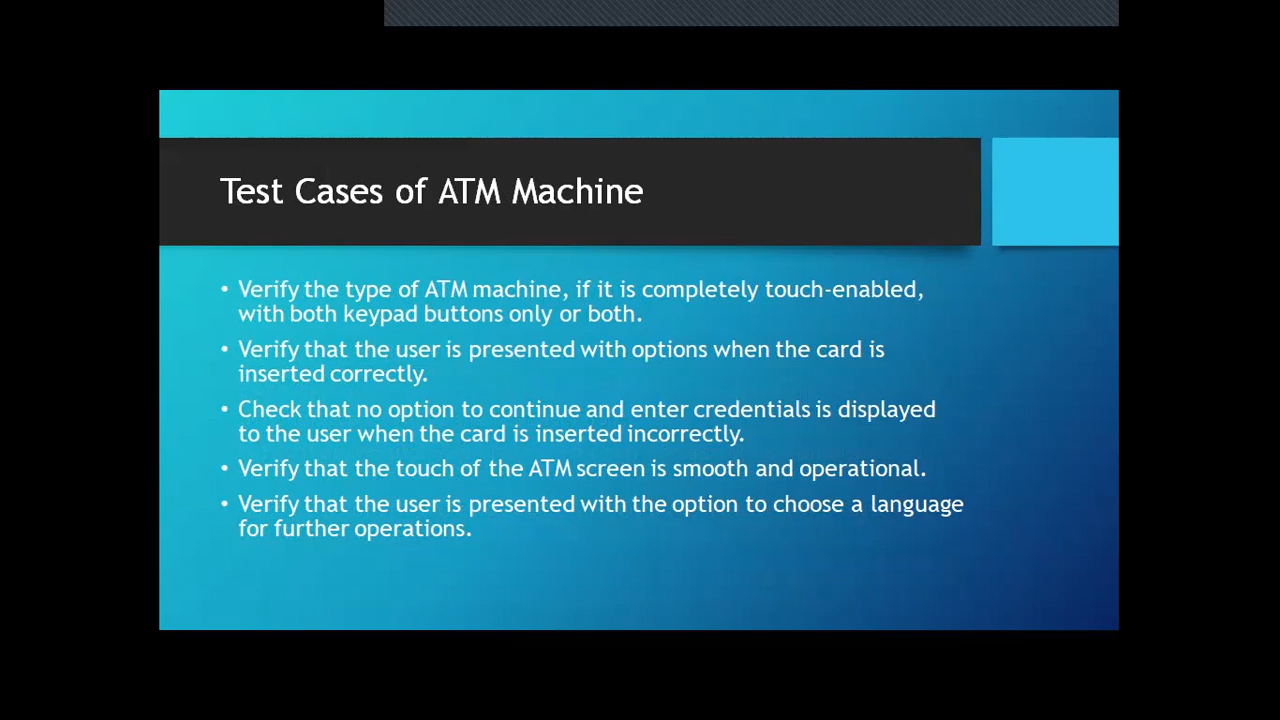 Test Cases of ATM Machine
• Verify the type of ATM machine, if it is completely touch-enabled,
with both keypad buttons only or both.
• Verify that the user is presented with options when the card is
inserted correctly.
• Check that no option to continue and enter credentials is displayed
to the user when the card is inserted incorrectly.
• Verify that the touch of the ATM screen is smooth and operational.
• Verify that the user is presented with the option to choose a language
for further operations.